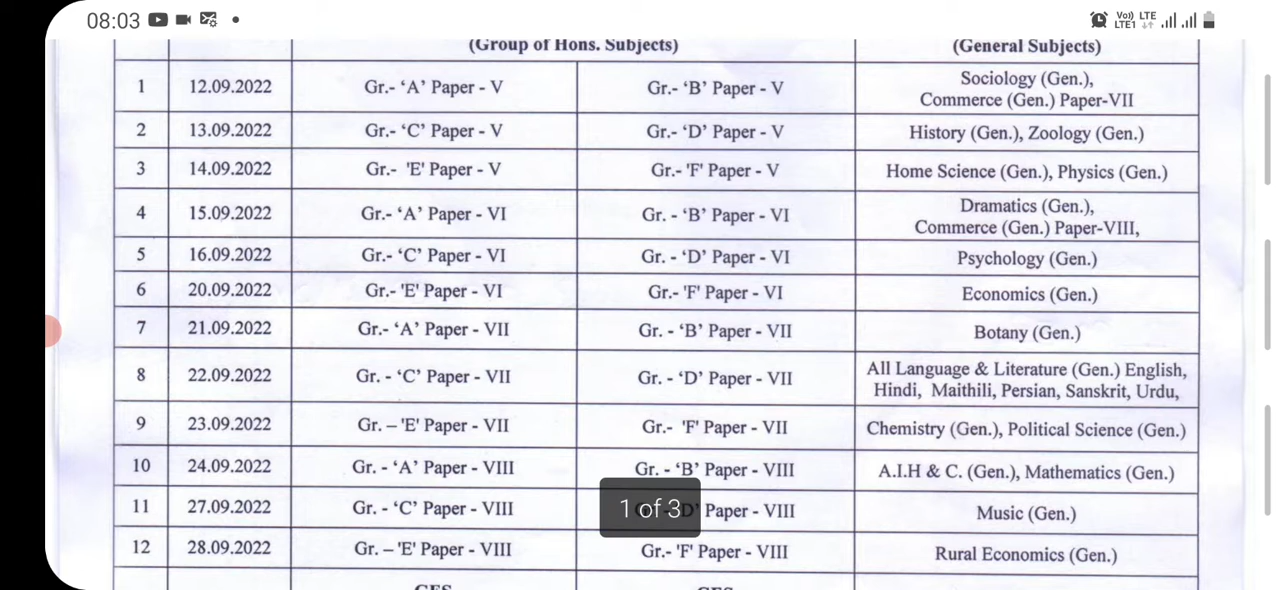 08:03
Vo) LTE
LTE1
(Group of Hons. Subjects) (General Subjects)
1 12.09.2022 Gr.- ‘A’ Paper - V Gr.- ‘B’ Paper - V Sociology (Gen.),
Commerce (Gen.) Paper-VII
2 13.09.2022 Gr.- ‘C’ Paper - V Gr.- ‘D’ Paper - V History (Gen.), Zoology (Gen.)
3 14.09.2022 Gr.- 'E' Paper - V Gr.- 'F' Paper - V Home Science (Gen.), Physics (Gen.)
4 15.09.2022 Gr.- ‘A’ Paper - VI Gr. - ‘B’ Paper - VI Dramatics (Gen.),
Commerce (Gen.) Paper-VIII,
5 16.09.2022 Gr.- ‘C’ Paper - VI Gr. - ‘D’ Paper - VI Psychology (Gen.)
6 20.09.2022 Gr.- 'E' Paper - VI Gr.- 'F' Paper - VI Economics (Gen.)
7 21.09.2022 Gr.- ‘A’ Paper - VII Gr. - ‘B’ Paper - VII Botany (Gen.)
8 22.09.2022 Gr. - ‘C’ Paper - VII Gr. - ‘D’ Paper - VII All Language & Literature (Gen.) English,
Hindi, Maithili, Persian, Sanskrit, Urdu,
9 23.09.2022 Gr. – 'E' Paper - VII Gr.- 'F' Paper - VII Chemistry (Gen.), Political Science (Gen.)
10 24.09.2022 Gr. - ‘A’ Paper - VIII Gr. - ‘B’ Paper - VIII A.I.H & C. (Gen.), Mathematics (Gen.)
11 27.09.2022 Gr. - ‘C’ Paper - VIII D’ Paper - VIII Music (Gen.)
1 of 3
12 28.09.2022 Gr. – 'E' Paper - VIII Gr.- 'F' Paper - VIII Rural Economics (Gen.)